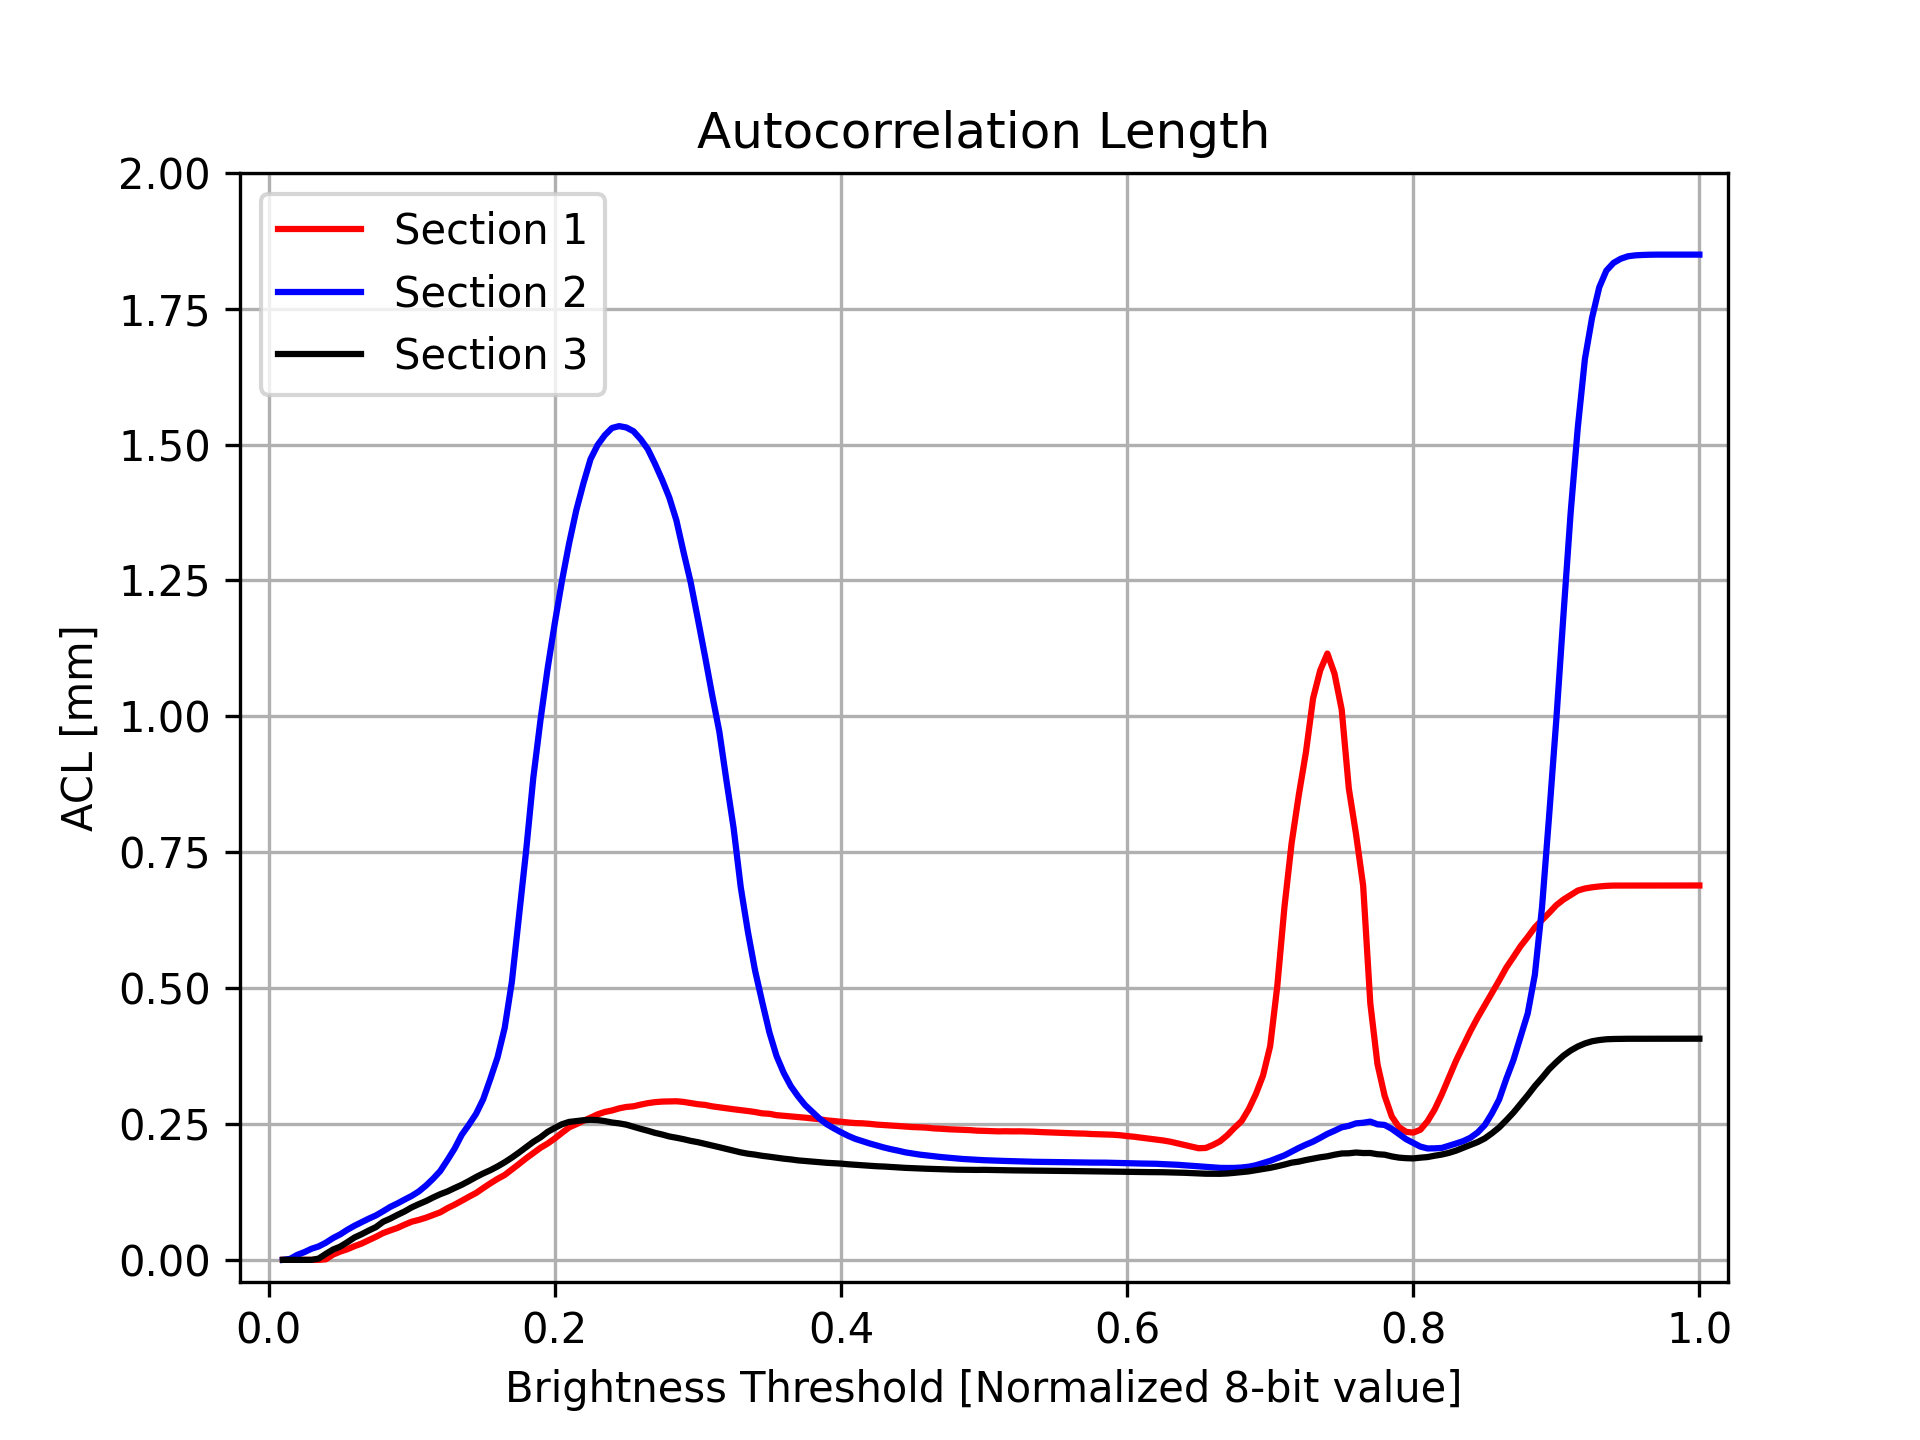 Autocorrelation Length
2.00
1.75
1.50
1.25
1.00
0.75
0.50
0.25
0.00
ACL [mm]
Section 1
Section 2
Section 3
0.0 0.2 0.4 0.6 0.8 1.0
Brightness Threshold [Normalized 8-bit value]